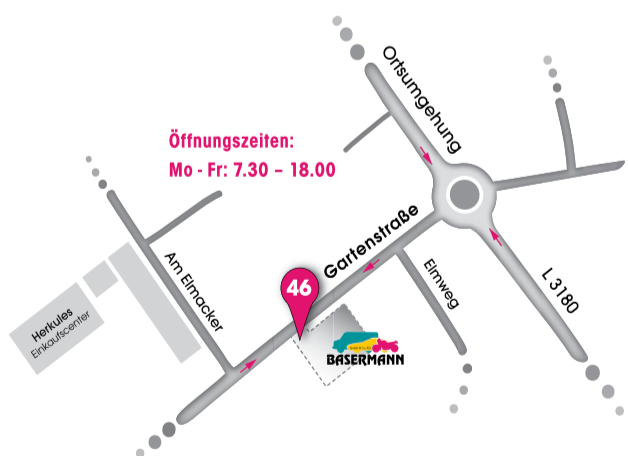 Ortsumgehung
Öffnungszeiten:
Mo - Fr: 7.30 – 18.00
Gartenstraße
Am Elmacker
Elmweg
L 3180
46
Herkules
Einkaufscenter
BASERMANN